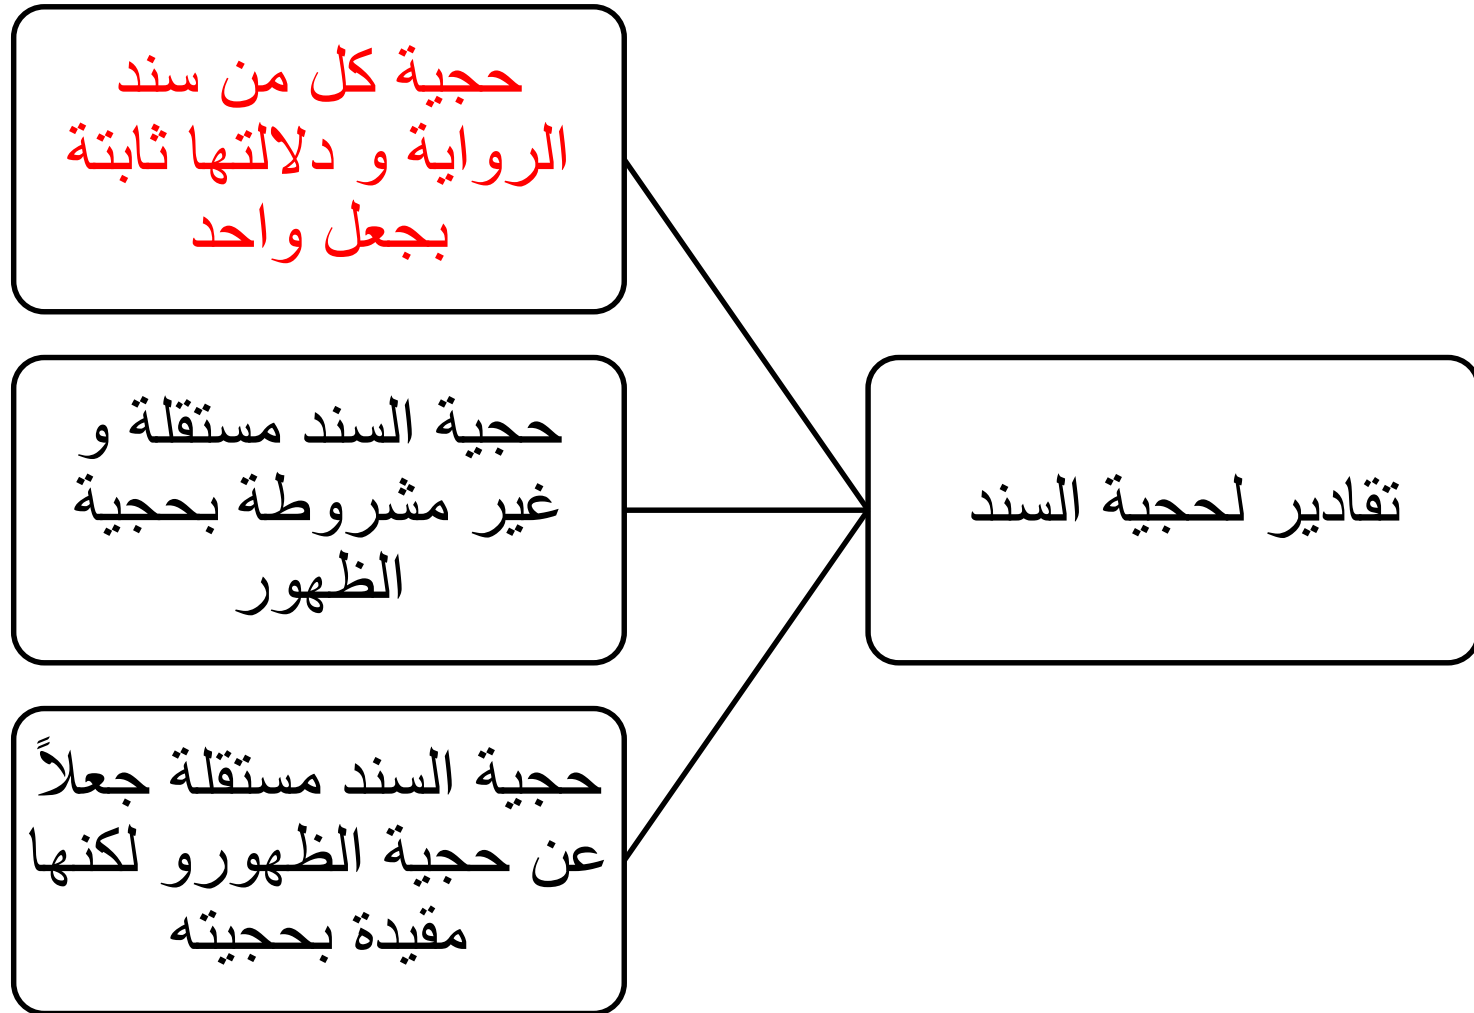 تقادير لحجية السند
حجية كل من سند
الرواية و دلالتها ثابتة
بجعل واحد
حجية السند مستقلة و
غير مشروطة بحجية
الظهور
حجية السند مستقلة جعلاً
عن حجية الظهورو لكنها
مقيدة بحجيته